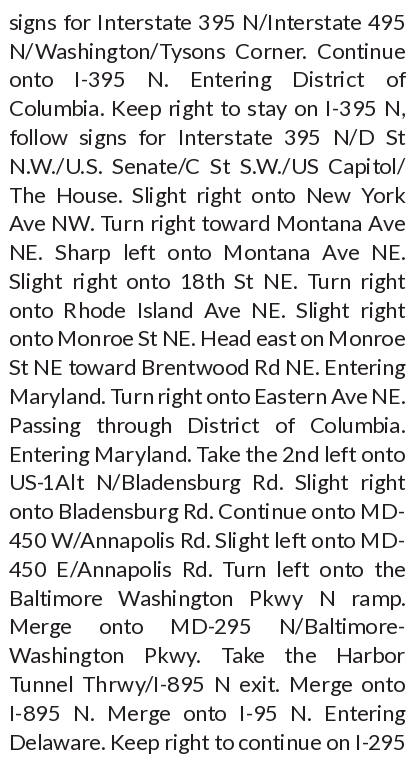 signs for Interstate 395 N/Interstate 495
N/Washington/Tysons Corner. Continue
onto I-395 N. Entering District of
Columbia. Keep right to stay on I-395 N,
follow signs for Interstate 395 N/D St
N.W./U.S. Senate/C St S.W./US Capitol/
The House. Slight right onto New York
Ave NW. Turn right toward Montana Ave
NE. Sharp left onto Montana Ave NE.
Slight right onto 18th St NE. Turn right
onto Rhode Island Ave NE. Slight right
onto Monroe St NE. Head east on Monroe
St NE toward Brentwood Rd NE. Entering
Maryland. Turn right onto Eastern Ave NE.
Passing through District of Columbia.
Entering Maryland. Take the 2nd left onto
US-1Alt N/Bladensburg Rd. Slight right
onto Bladensburg Rd. Continue onto MD-
450 W/Annapolis Rd. Slight left onto MD-
450 E/Annapolis Rd. Turn left onto the
Baltimore Washington Pkwy N ramp.
Merge onto MD-295 N/Baltimore-
Washington Pkwy. Take the Harbor
Tunnel Thrwy/I-895 N exit. Merge onto
I-895 N. Merge onto I-95 N. Entering
Delaware. Keep right to continue on I-295